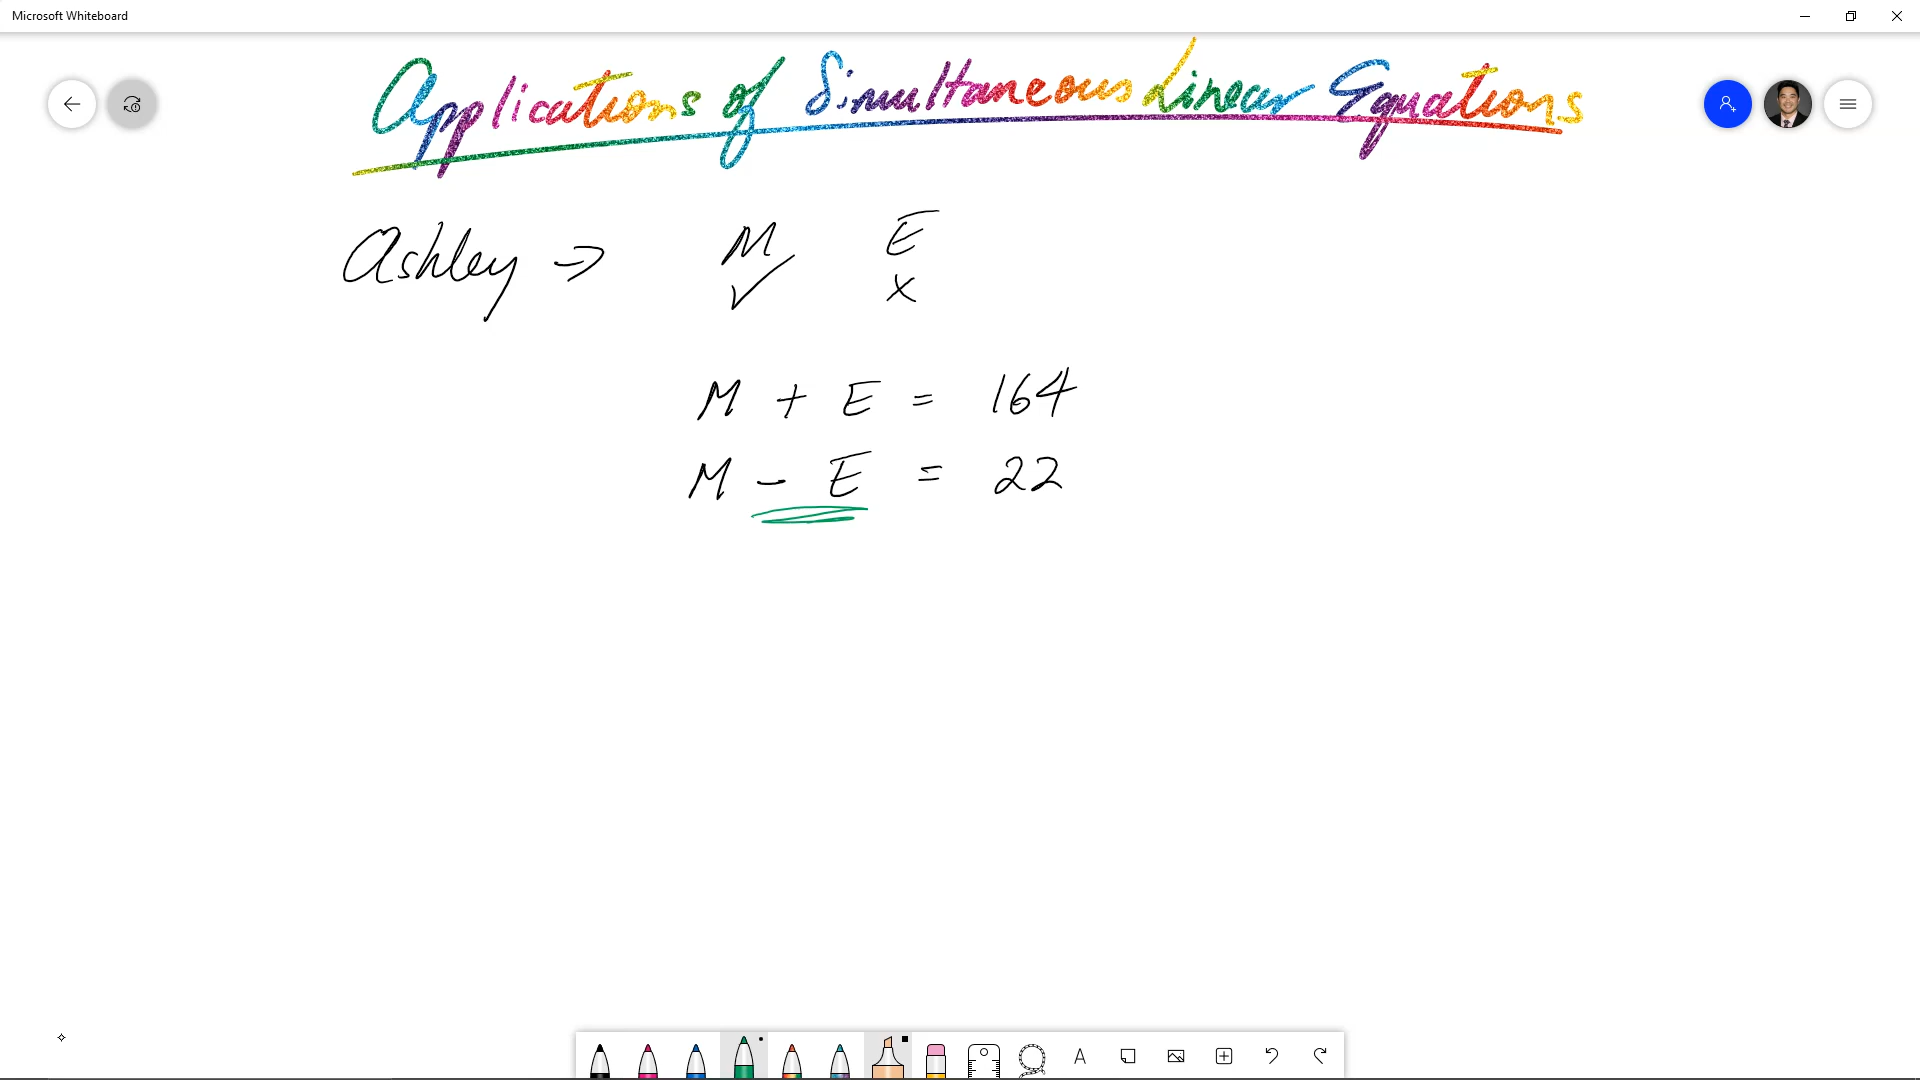 Microsoft Whiteboard
Applications of Simultaneous Linear Equations
Ashley → M E
✓ x
M + E = 164
M - E = 22